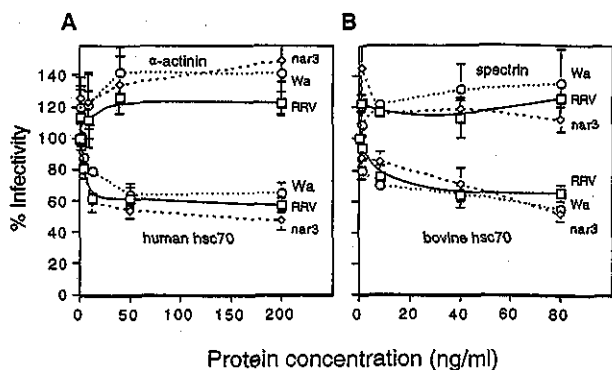 A
B
% Infectivity
140
120
100
80
60
40
20
0
α-actinin
nar3
Wa
RRV
Wa
RRV
nar3
human hsc70
0 50 100 150 200
spectrin
Wa
RRV
nar3
RRV
Wa
nar3
bovine hsc70
0 20 40 60 80
Protein concentration (ng/ml)